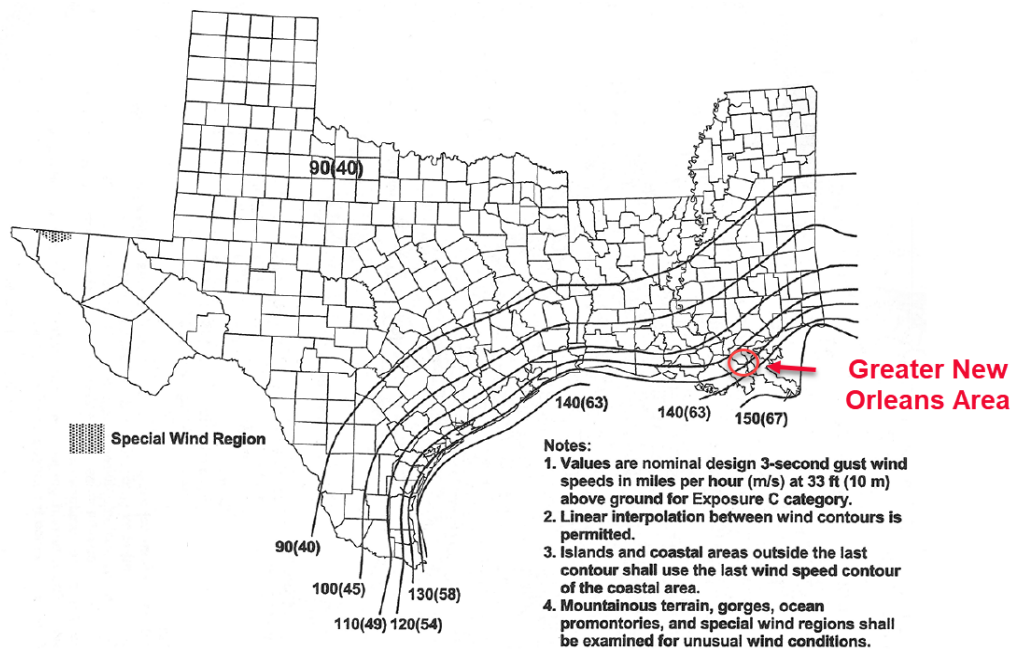 90(40)
Greater New
Orleans Area
140(63)
140(63)
150(67)
Special Wind Region
Notes:
1. Values are nominal design 3-second gust wind
speeds in miles per hour (m/s) at 33 ft (10 m)
above ground for Exposure C category.
2. Linear interpolation between wind contours is
permitted.
3. Islands and coastal areas outside the last
contour shall use the last wind speed contour
of the coastal area.
4. Mountainous terrain, gorges, ocean
promontories, and special wind regions shall
be examined for unusual wind conditions.
90(40)
100(45)
130(58)
110(49)
120(54)